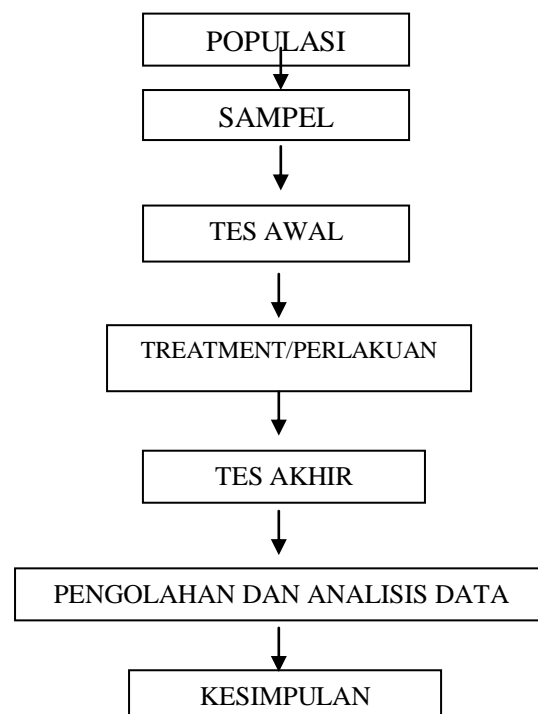 POPULASI
SAMPEL
TES AWAL
TREATMENT/PERLAKUAN
TES AKHIR
PENGOLAHAN DAN ANALISIS DATA
KESIMPULAN